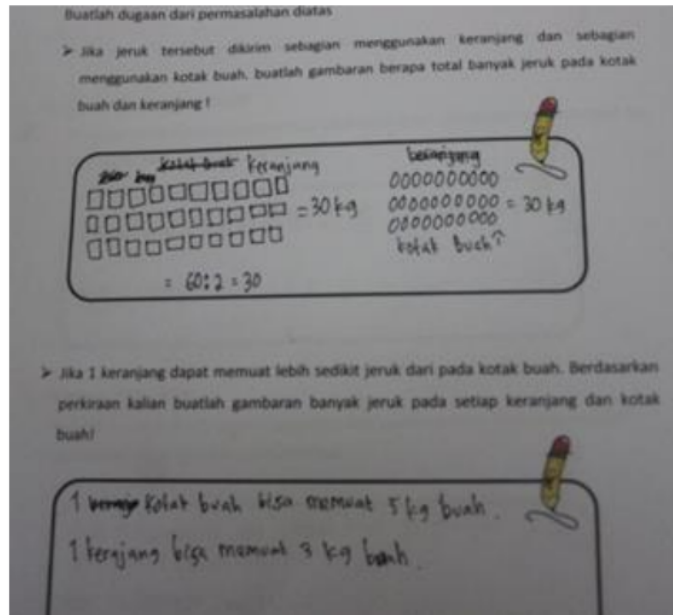 Buatlah dugaan dari permasalahan diatas
➤ Jika jeruk tersebut dikirim sebagian menggunakan keranjang dan sebagian
menggunakan kotak buah. buatlah gambaran berapa total banyak jeruk pada kotak
buah dan keranjang !
kotak buah keranjang
= 30 kg
= 60:2 = 30
keranjang
= 30 kg
kotak buah
➤ Jika 1 keranjang dapat memuat lebih sedikit jeruk dari pada kotak buah. Berdasarkan
perkiraan kalian buatlah gambaran banyak jeruk pada setiap keranjang dan kotak
buah!
1 kotak buah bisa memuat 5 kg buah.
1 keranjang bisa memuat 3 kg buah.